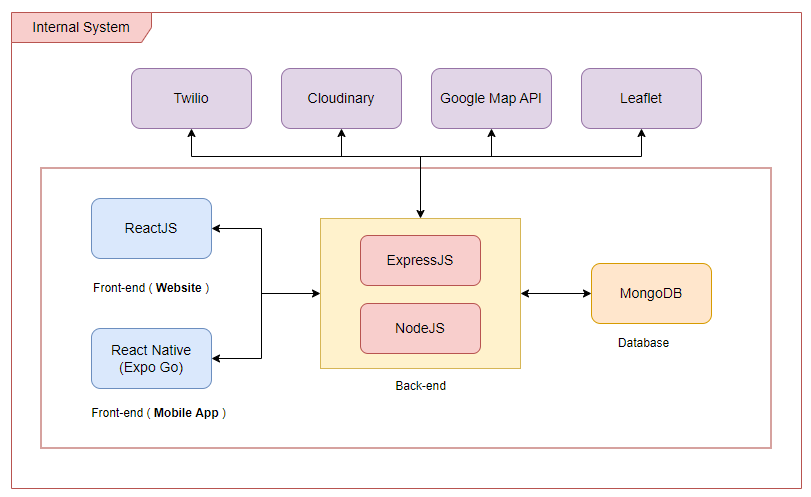 Internal System
Twilio
Cloudinary
Google Map API
Leaflet
ReactJS
Front-end ( Website )
React Native
(Expo Go)
Front-end ( Mobile App )
ExpressJS
NodeJS
Back-end
MongoDB
Database